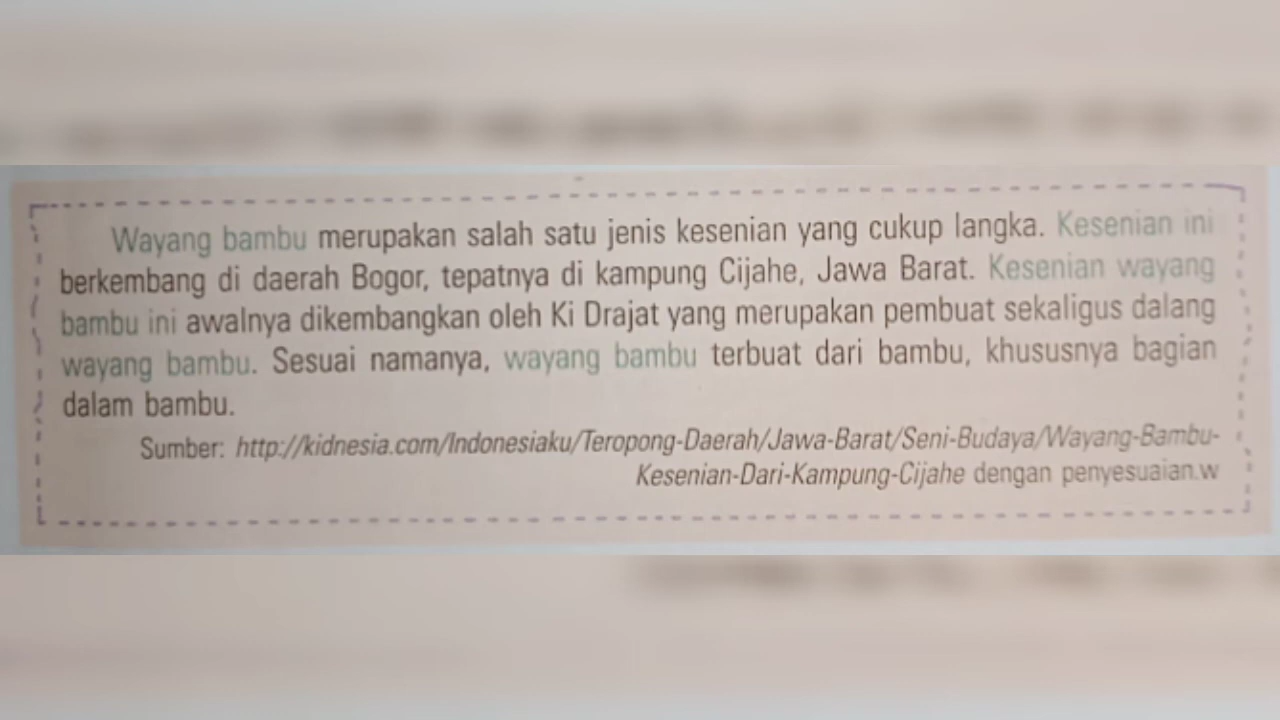 Wayang bambu merupakan salah satu jenis kesenian yang cukup langka. Kesenian ini
berkembang di daerah Bogor, tepatnya di kampung Cijahe, Jawa Barat. Kesenian wayang
bambu ini awalnya dikembangkan oleh Ki Drajat yang merupakan pembuat sekaligus dalang
wayang bambu. Sesuai namanya, wayang bambu terbuat dari bambu, khususnya bagian
dalam bambu.
Sumber: http://kidnesia.com/Indonesiaku/Teropong-Daerah/Jawa-Barat/Seni-Budaya/Wayang-Bambu-
Kesenian-Dari-Kampung-Cijahe dengan penyesuaian.w